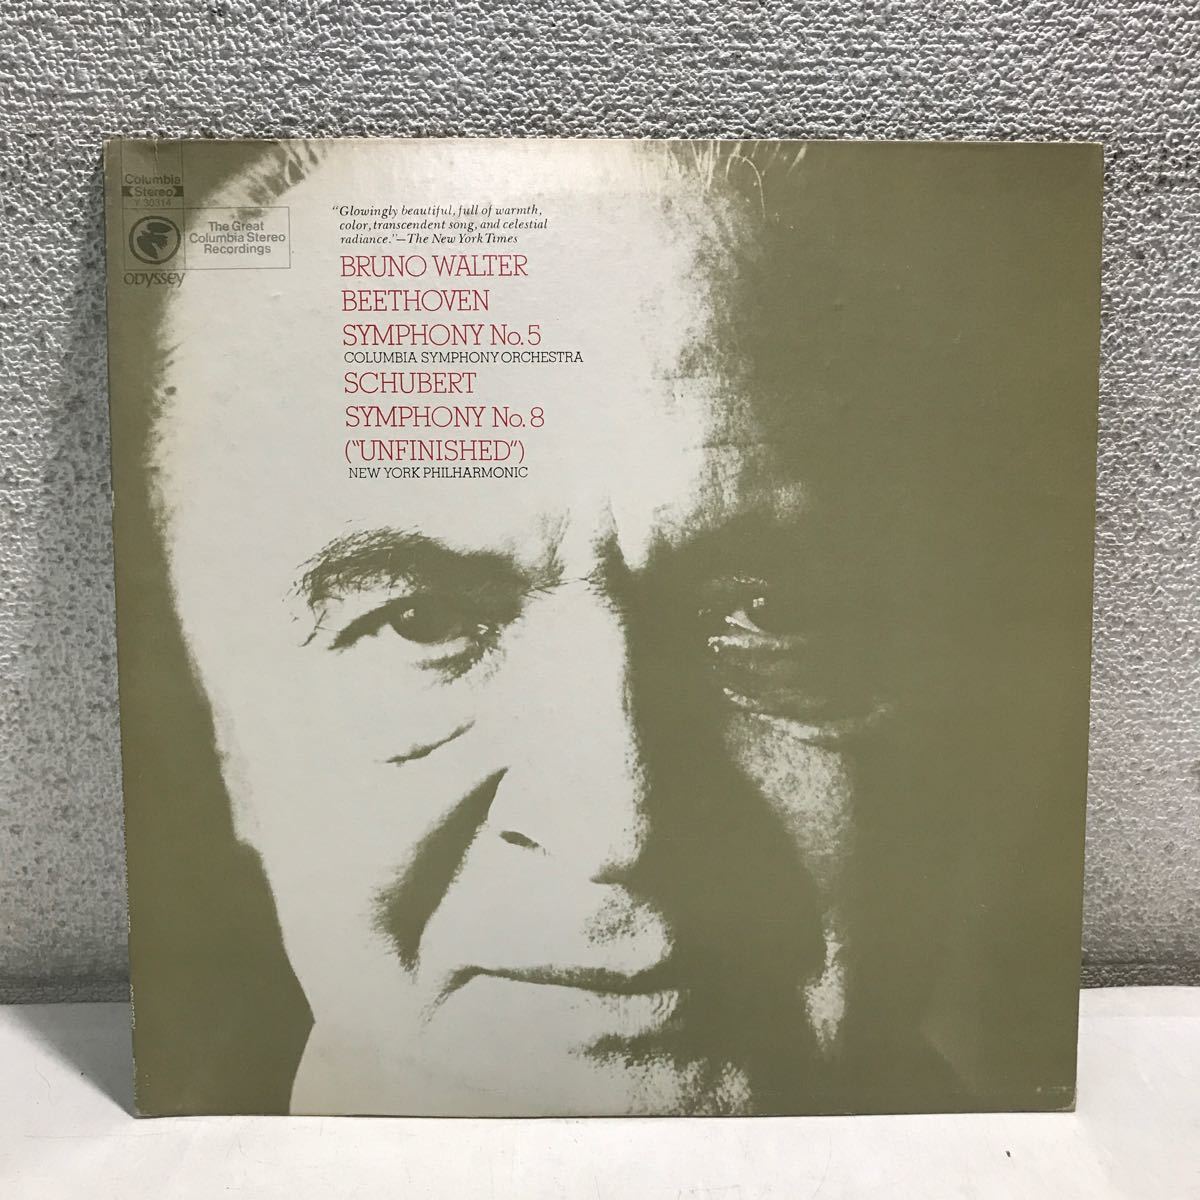 Columbia
Stereo
Y 30314
ODYSSEY
The Great
Columbia Stereo
Recordings
"Glowingly beautiful, full of warmth,
color, transcendent song, and celestial
radiance."—The New York Times
BRUNO WALTER
BEETHOVEN
SYMPHONY No. 5
COLUMBIA SYMPHONY ORCHESTRA
SCHUBERT
SYMPHONY No. 8
("UNFINISHED")
NEW YORK PHILHARMONIC